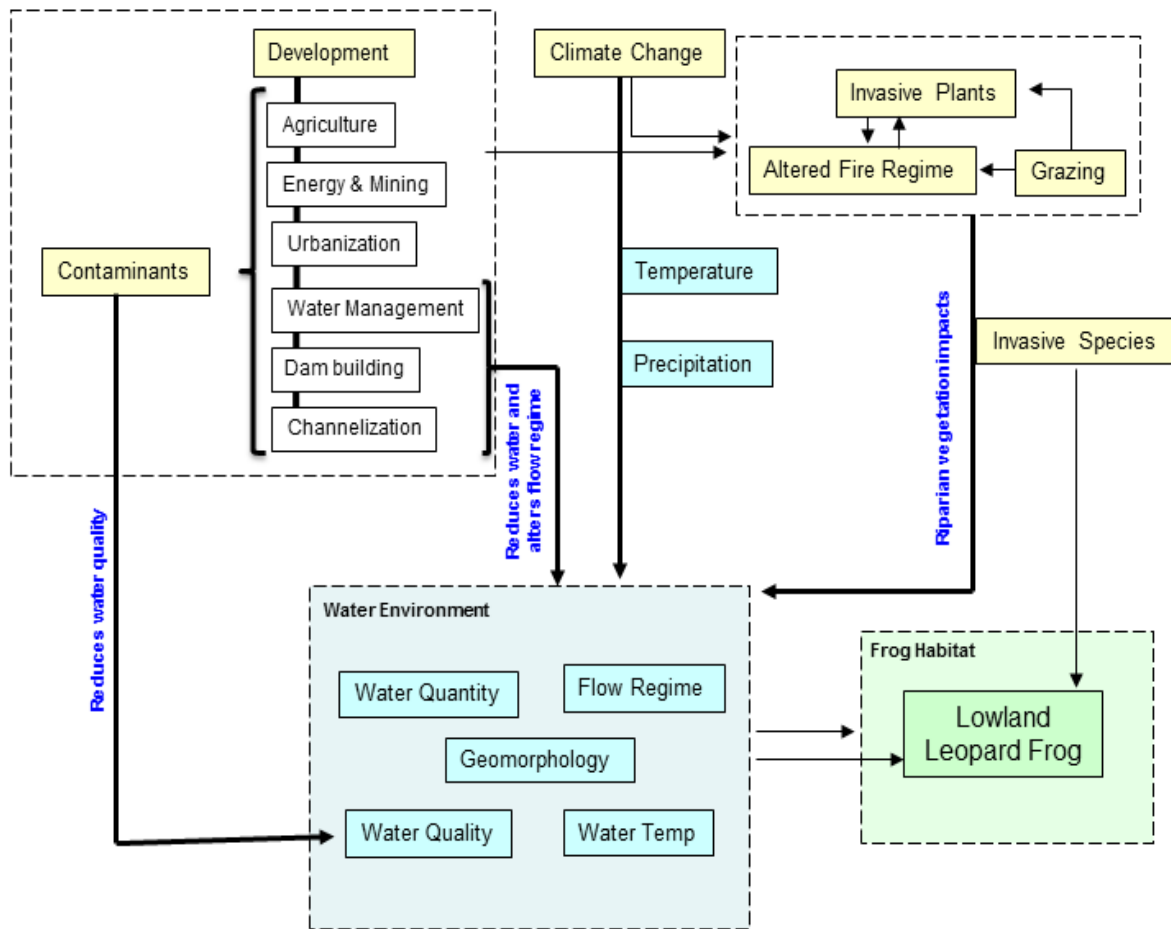 Development
Climate Change
Invasive Plants
Agriculture
Altered Fire Regime
Grazing
Energy & Mining
Urbanization
Contaminants
Temperature
Water Management
Invasive Species
Dam building
Precipitation
Channelization
Reduces water quality
Reduces water and
alters flow regime
Riparian vegetation impacts
Water Environment
Water Quantity
Flow Regime
Geomorphology
Water Quality
Water Temp
Frog Habitat
Lowland
Leopard Frog